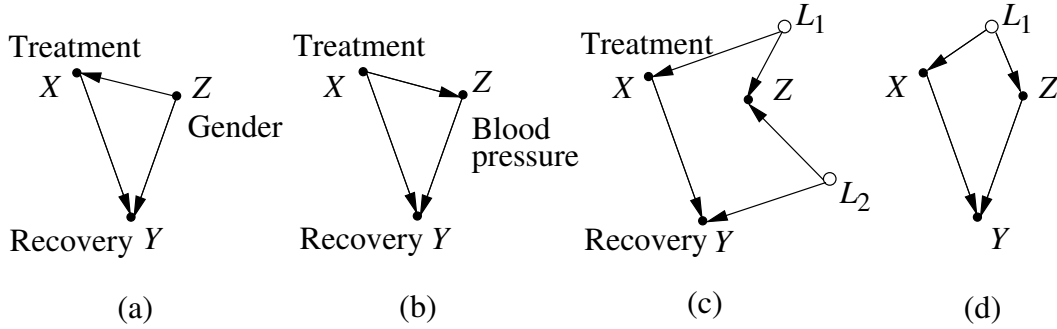 Treatment
X
Z
Gender
Recovery Y
(a)
Treatment
X
Z
Blood
pressure
Recovery Y
(b)
L1
Treatment
X
Z
L2
Recovery Y
(c)
L1
X
Z
Y
(d)